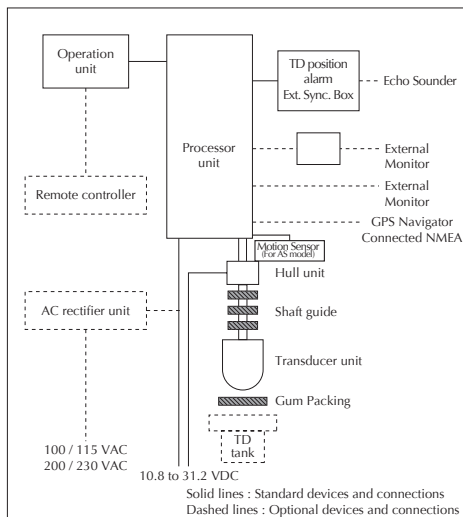 Operation
unit
Processor
unit
TD position
alarm
Ext. Sync. Box
Echo Sounder
External
Monitor
External
Monitor
GPS Navigator
Connected NMEA
Remote controller
Motion Sensor
(For AS model)
Hull unit
AC rectifier unit
Shaft guide
Transducer unit
Gum Packing
TD
tank
100 / 115 VAC
200 / 230 VAC
10.8 to 31.2 VDC
Solid lines : Standard devices and connections
Dashed lines : Optional devices and connections